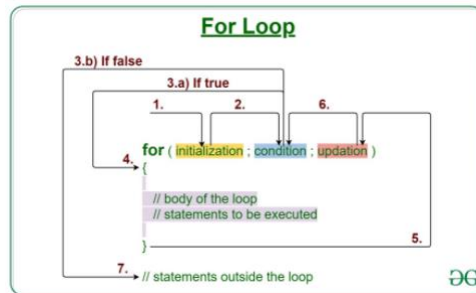 For Loop
3.b) If false
3.a) If true
1. 2. 6.
for ( initialization ; condition ; updation )
4. {
// body of the loop
// statements to be executed
} 5.
7. // statements outside the loop